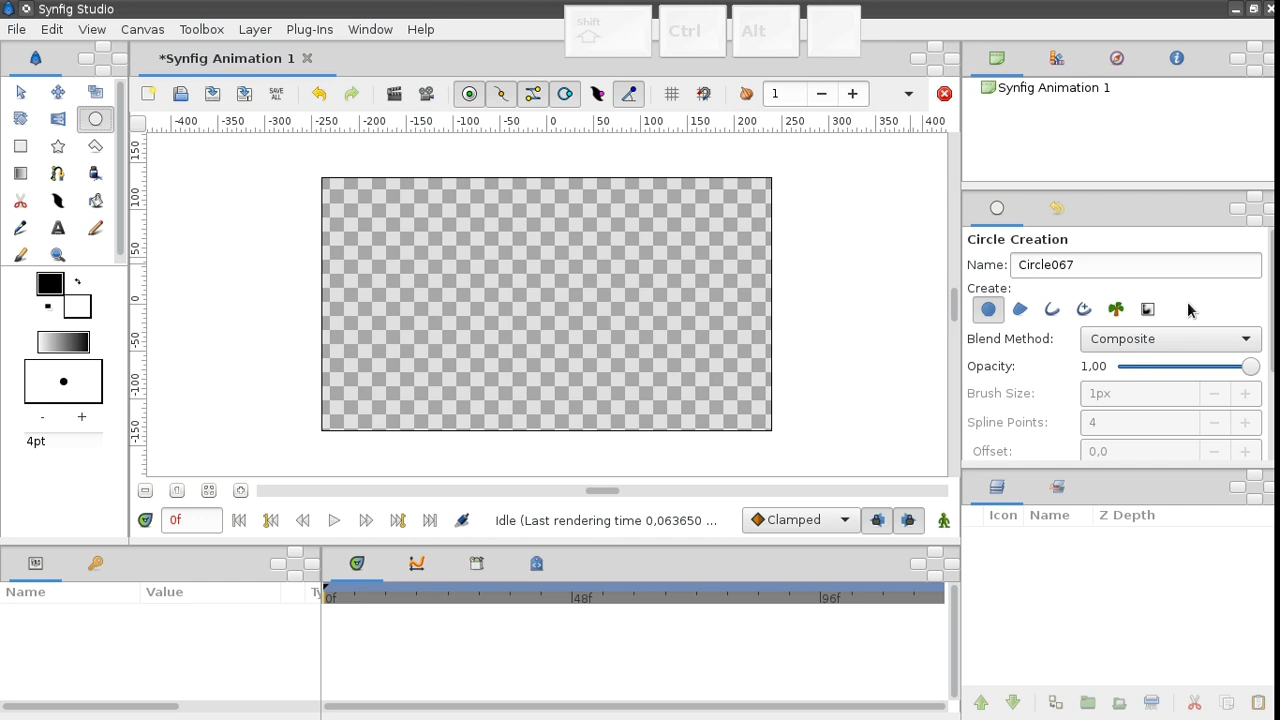 Synfig Studio
File Edit View Canvas Toolbox Layer Plug-Ins Window Help
Shift Ctrl Alt
*Synfig Animation 1
SAVE ALL
1
-400 -350 -300 -250 -200 -150 -100 -50 0 50 100 150 200 250 300 350 400
150
100
50
0
-50
-100
-150
4pt
0f Idle (Last rendering time 0,063650 ... Clamped
Name Value
0f 48f 96f
Synfig Animation 1
Circle Creation
Name: Circle067
Create:
Blend Method: Composite
Opacity: 1,00
Brush Size: 1px
Spline Points: 4
Offset: 0,0
Icon Name Z Depth